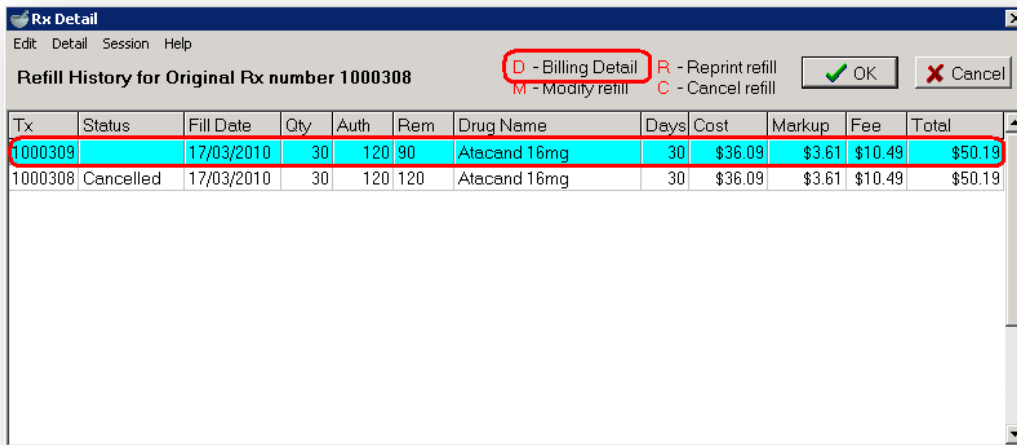 Rx Detail
Edit Detail Session Help
Refill History for Original Rx number 1000308
D - Billing Detail R - Reprint refill
M - Modify refill C - Cancel refill
OK Cancel
Tx Status Fill Date Qty Auth Rem Drug Name Days Cost Markup Fee Total
1000309 17/03/2010 30 120 90 Atacand 16mg 30 $36.09 $3.61 $10.49 $50.19
1000308 Cancelled 17/03/2010 30 120 120 Atacand 16mg 30 $36.09 $3.61 $10.49 $50.19